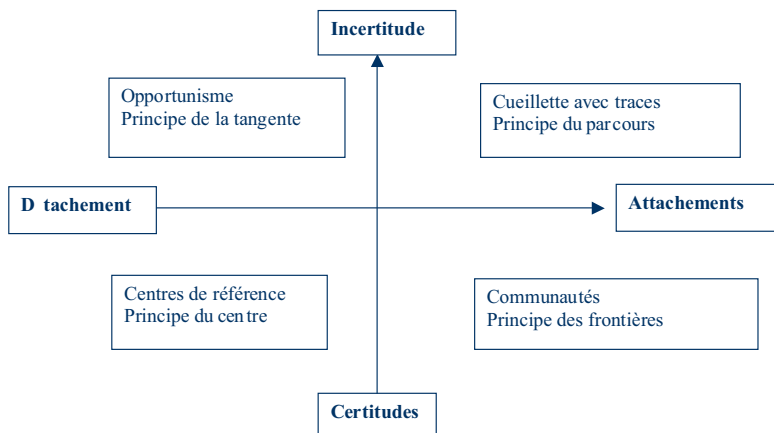 Incertitude
Opportunisme
Principe de la tangente
Cueillette avec traces
Principe du parcours
D tachement
Attachements
Centres de référence
Principe du centre
Communautés
Principe des frontières
Certitudes